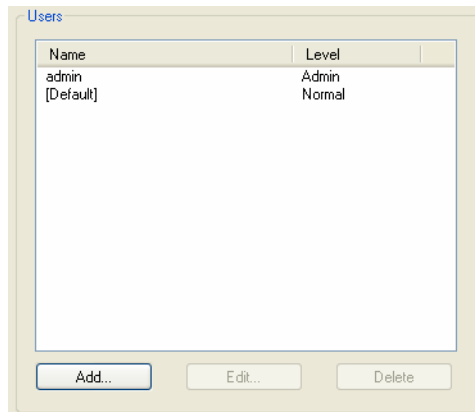 Users
Name Level
admin Admin
[Default] Normal
Add... Edit... Delete